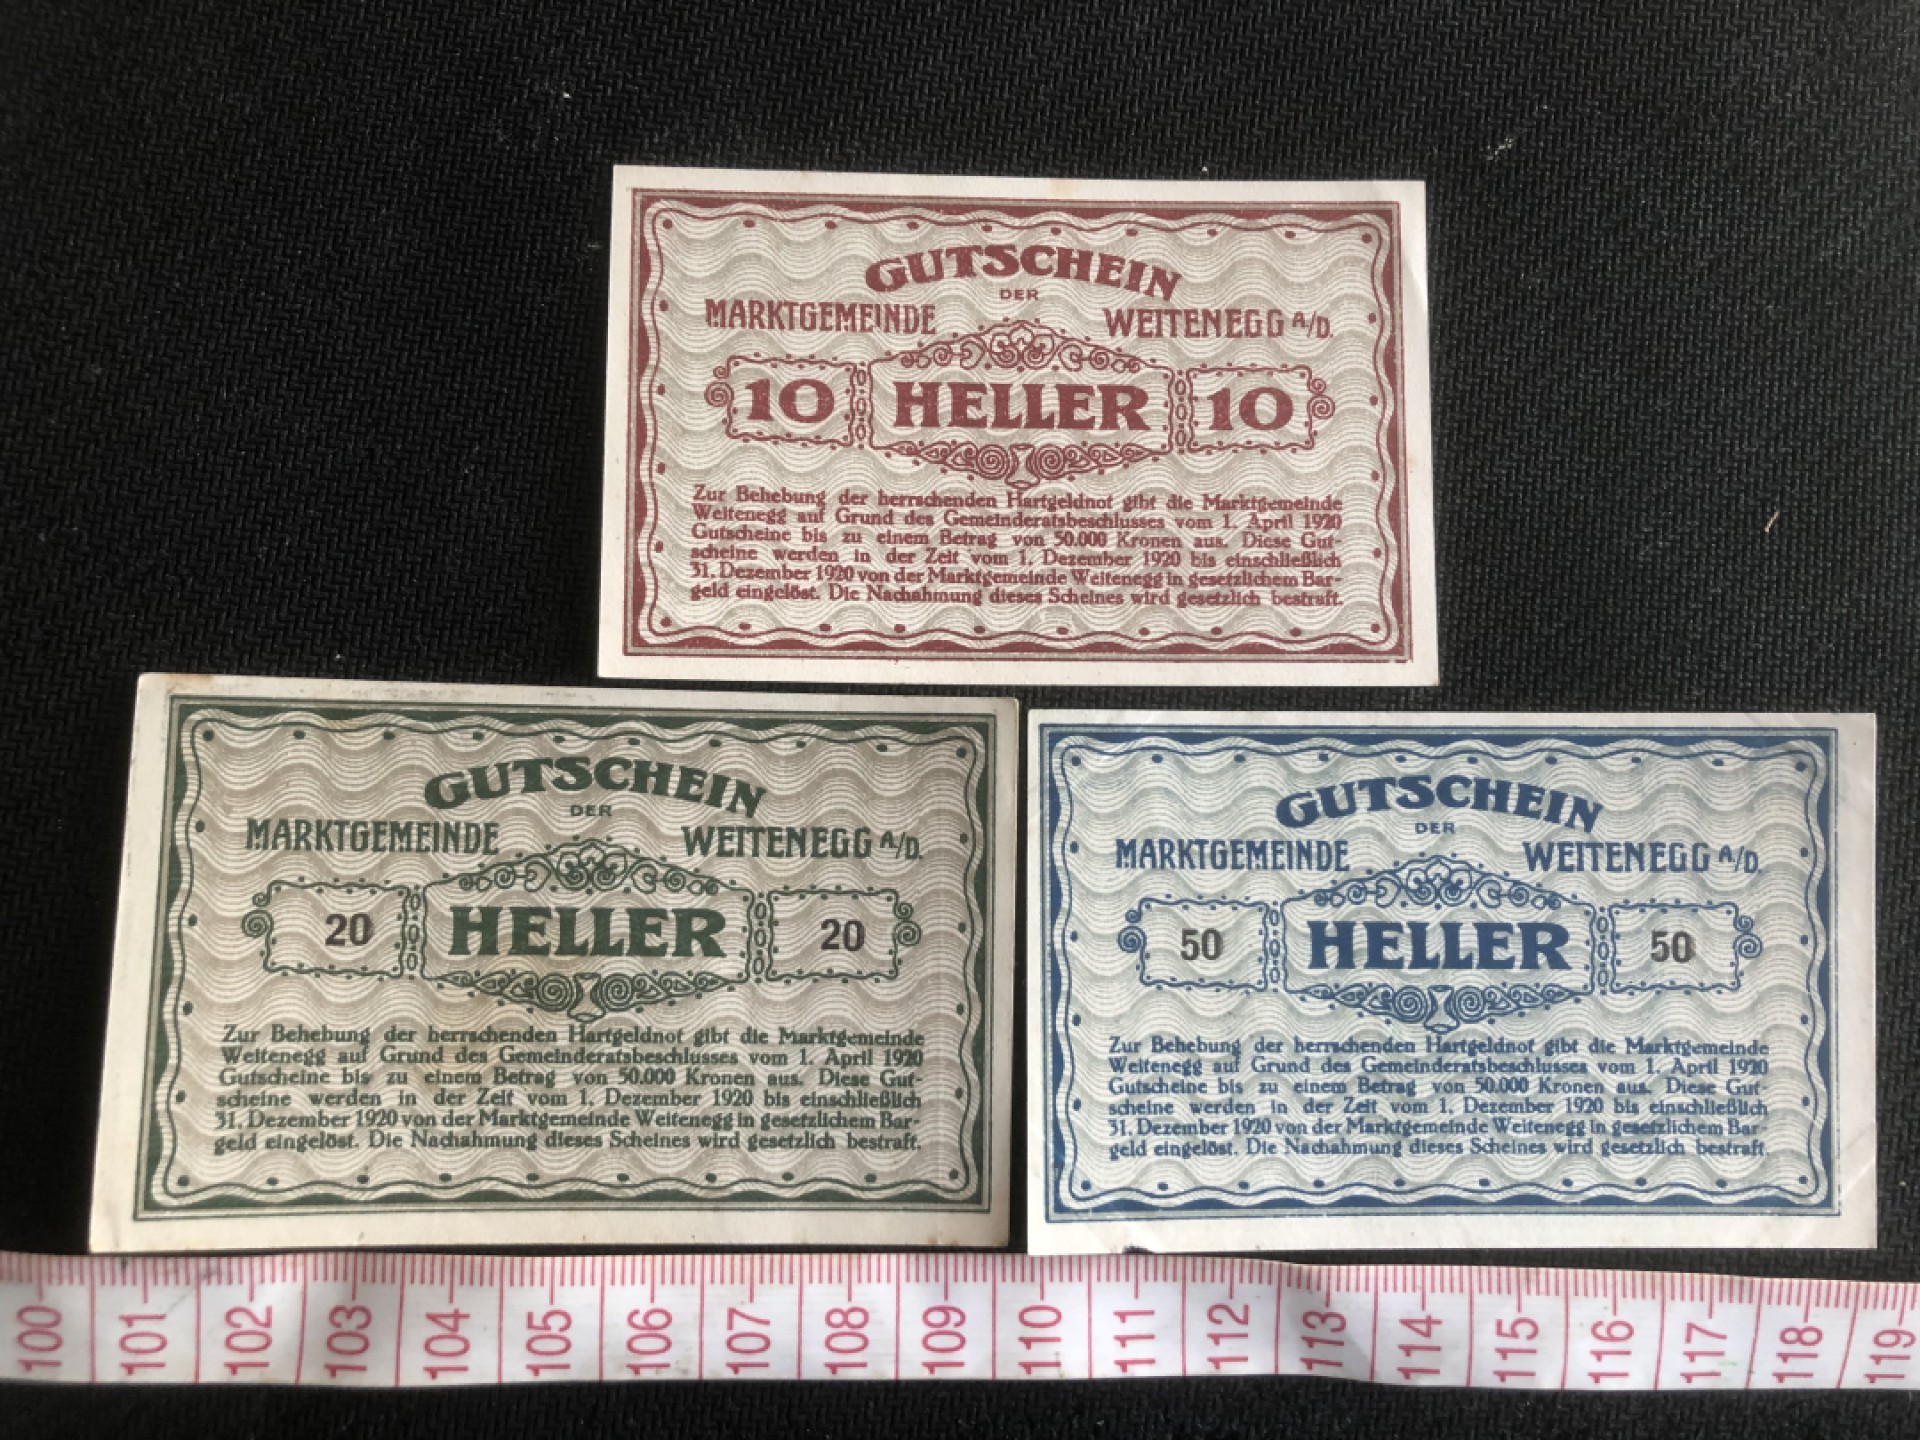 GUTSCHEIN
DER
MARKTGEMEINDE WEITENEGG A/D.
10 HELLER 10
Zur Behebung der herrschenden Hartgeldnot gibt die Marktgemeinde
Weitenegg auf Grund des Gemeinderatsbeschlusses vom 1. April 1920
Gutscheine bis zu einem Betrag von 50.000 Kronen aus. Diese Gut-
scheine werden in der Zeit vom 1. Dezember 1920 bis einschließlich
31. Dezember 1920 von der Marktgemeinde Weitenegg in gesetzlichem Bar-
geld eingelöst. Die Nachahmung dieses Scheines wird gesetzlich bestraft.
GUTSCHEIN
DER
MARKTGEMEINDE WEITENEGG A/D.
20 HELLER 20
Zur Behebung der herrschenden Hartgeldnot gibt die Marktgemeinde
Weitenegg auf Grund des Gemeinderatsbeschlusses vom 1. April 1920
Gutscheine bis zu einem Betrag von 50.000 Kronen aus. Diese Gut-
scheine werden in der Zeit vom 1. Dezember 1920 bis einschließlich
31. Dezember 1920 von der Marktgemeinde Weitenegg in gesetzlichem Bar-
geld eingelöst. Die Nachahmung dieses Scheines wird gesetzlich bestraft.
GUTSCHEIN
DER
MARKTGEMEINDE WEITENEGG A/D.
50 HELLER 50
Zur Behebung der herrschenden Hartgeldnot gibt die Marktgemeinde
Weitenegg auf Grund des Gemeinderatsbeschlusses vom 1. April 1920
Gutscheine bis zu einem Betrag von 50.000 Kronen aus. Diese Gut-
scheine werden in der Zeit vom 1. Dezember 1920 bis einschließlich
31. Dezember 1920 von der Marktgemeinde Weitenegg in gesetzlichem Bar-
geld eingelöst. Die Nachahmung dieses Scheines wird gesetzlich bestraft.
100 101 102 103 104 105 106 107 108 109 110 111 112 113 114 115 116 117 118 119